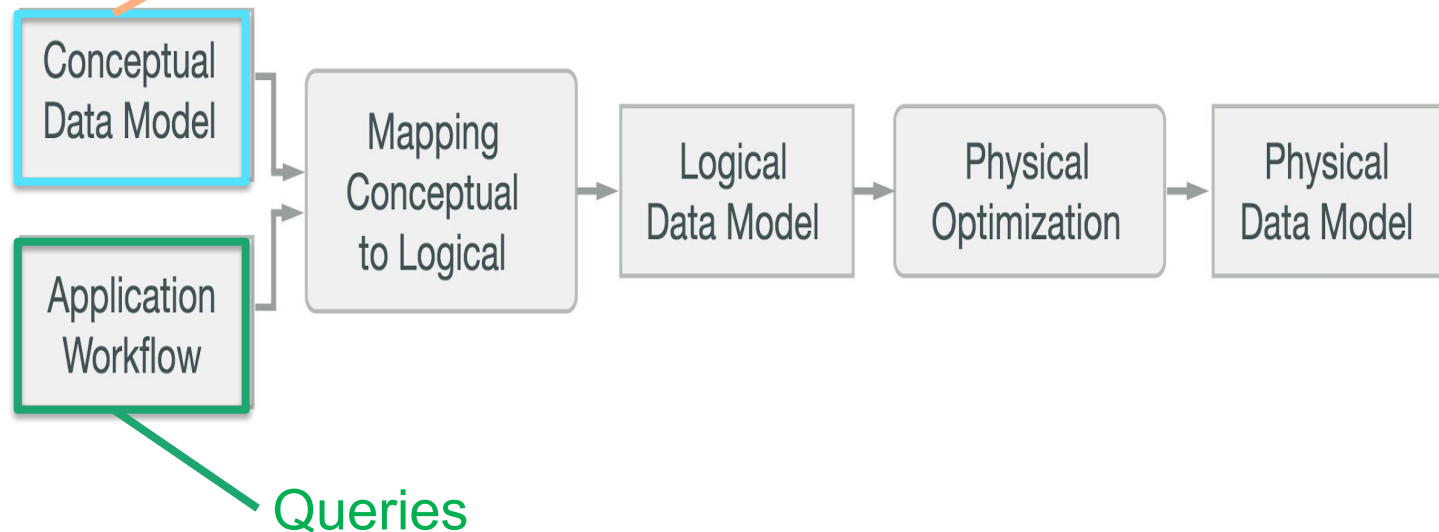 Conceptual
Data Model
Application
Workflow
Mapping
Conceptual
to Logical
Logical
Data Model
Physical
Optimization
Physical
Data Model
Queries